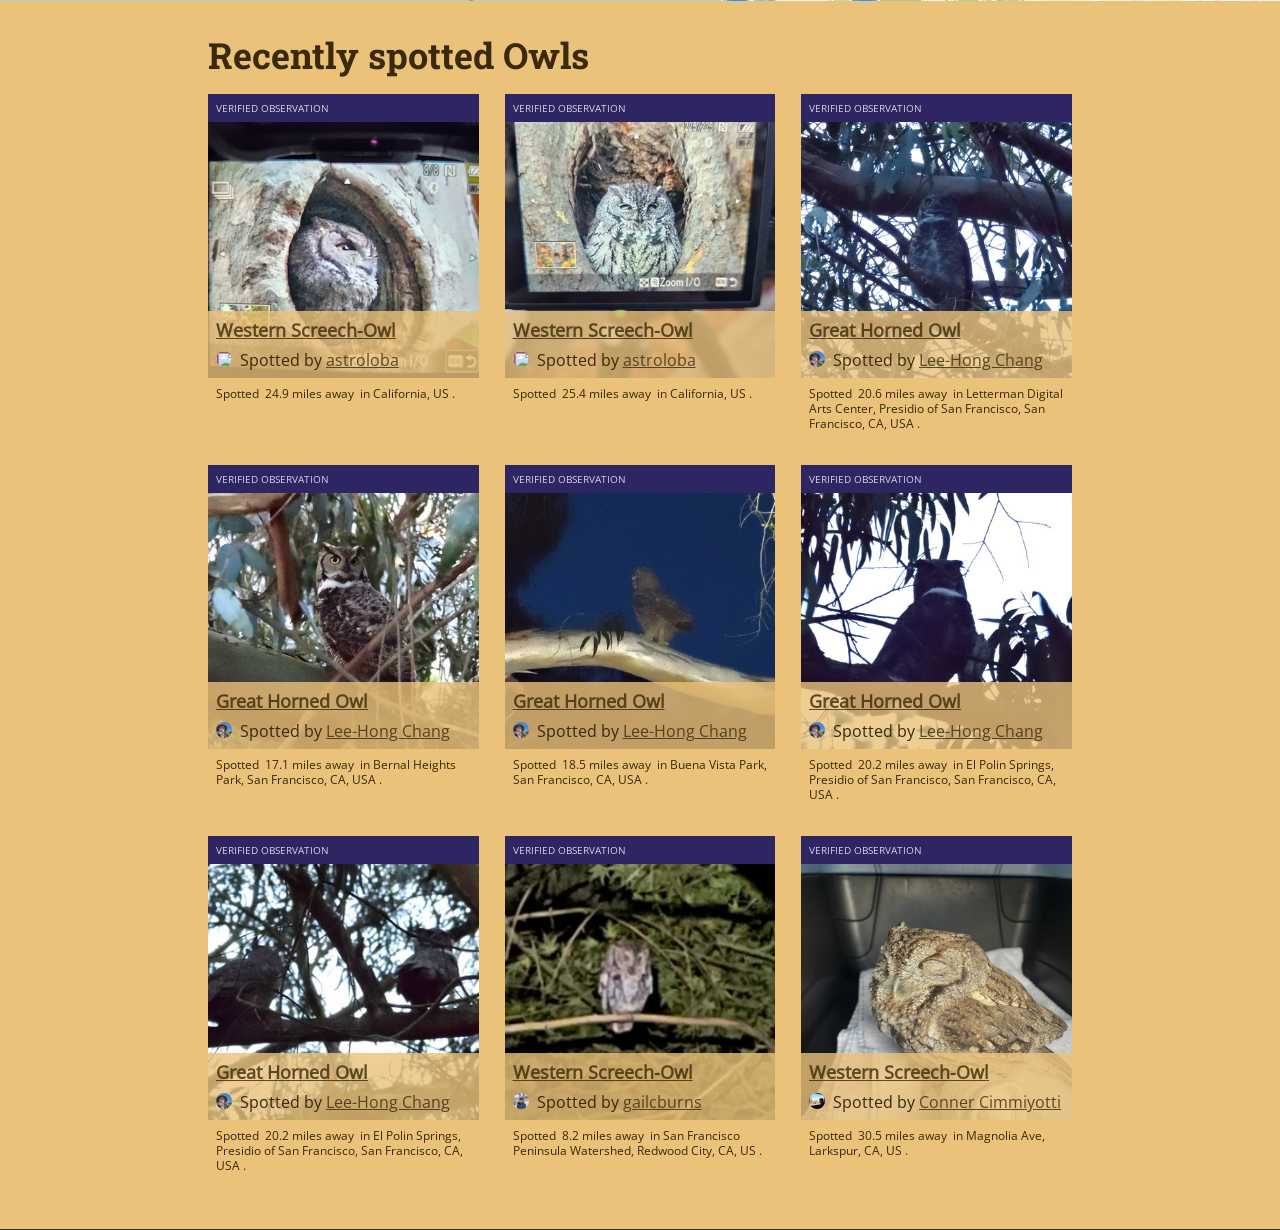 Recently spotted Owls
VERIFIED OBSERVATION
8/8 N
Western Screech-Owl
Spotted by astroloba
Spotted 24.9 miles away in California, US .
VERIFIED OBSERVATION
Zoom I/O
Western Screech-Owl
Spotted by astroloba
Spotted 25.4 miles away in California, US .
VERIFIED OBSERVATION
Great Horned Owl
Spotted by Lee-Hong Chang
Spotted 20.6 miles away in Letterman Digital
Arts Center, Presidio of San Francisco, San
Francisco, CA, USA .
VERIFIED OBSERVATION
Great Horned Owl
Spotted by Lee-Hong Chang
Spotted 17.1 miles away in Bernal Heights
Park, San Francisco, CA, USA .
VERIFIED OBSERVATION
Great Horned Owl
Spotted by Lee-Hong Chang
Spotted 18.5 miles away in Buena Vista Park,
San Francisco, CA, USA .
VERIFIED OBSERVATION
Great Horned Owl
Spotted by Lee-Hong Chang
Spotted 20.2 miles away in El Polin Springs,
Presidio of San Francisco, San Francisco, CA,
USA .
VERIFIED OBSERVATION
Great Horned Owl
Spotted by Lee-Hong Chang
Spotted 20.2 miles away in El Polin Springs,
Presidio of San Francisco, San Francisco, CA,
USA .
VERIFIED OBSERVATION
Western Screech-Owl
Spotted by gailcburns
Spotted 8.2 miles away in San Francisco
Peninsula Watershed, Redwood City, CA, US .
VERIFIED OBSERVATION
Western Screech-Owl
Spotted by Conner Cimmiyotti
Spotted 30.5 miles away in Magnolia Ave,
Larkspur, CA, US .